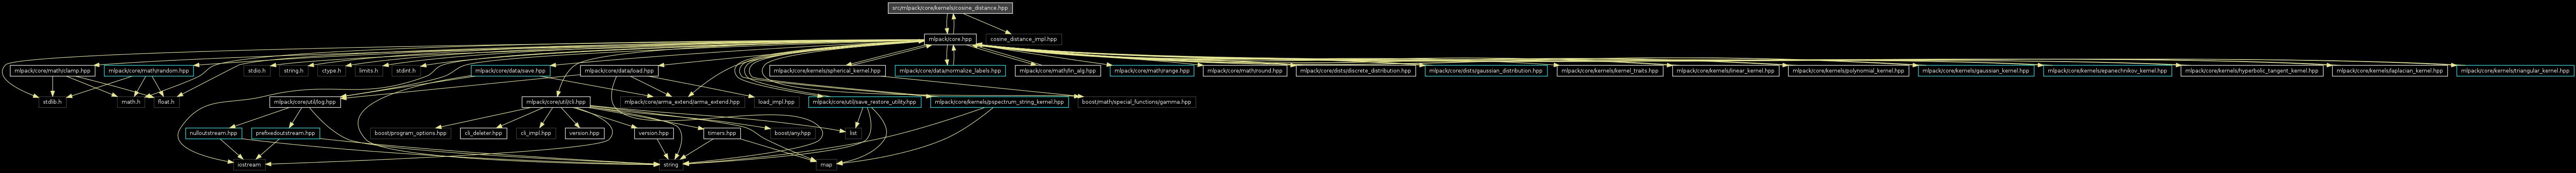 src/mlpack/core/kernels/cosine_distance.hpp
mlpack/core.hpp
cosine_distance_impl.hpp
mlpack/core/math/clamp.hpp
mlpack/core/math/random.hpp
stdio.h
string.h
ctype.h
limits.h
stdint.h
mlpack/core/data/save.hpp
mlpack/core/data/load.hpp
mlpack/core/kernels/spherical_kernel.hpp
mlpack/core/data/normalize_labels.hpp
mlpack/core/math/lin_alg.hpp
mlpack/core/math/range.hpp
mlpack/core/math/round.hpp
mlpack/core/dists/discrete_distribution.hpp
mlpack/core/dists/gaussian_distribution.hpp
mlpack/core/kernels/kernel_traits.hpp
mlpack/core/kernels/linear_kernel.hpp
mlpack/core/kernels/polynomial_kernel.hpp
mlpack/core/kernels/gaussian_kernel.hpp
mlpack/core/kernels/epanechnikov_kernel.hpp
mlpack/core/kernels/hyperbolic_tangent_kernel.hpp
mlpack/core/kernels/laplacian_kernel.hpp
mlpack/core/kernels/triangular_kernel.hpp
stdlib.h
math.h
float.h
mlpack/core/util/log.hpp
mlpack/core/util/cli.hpp
mlpack/core/arma_extend/arma_extend.hpp
load_impl.hpp
mlpack/core/util/save_restore_utility.hpp
mlpack/core/kernels/pspectrum_string_kernel.hpp
boost/math/special_functions/gamma.hpp
nulloutstream.hpp
prefixedoutstream.hpp
boost/program_options.hpp
cli_deleter.hpp
cli_impl.hpp
version.hpp
version.hpp
timers.hpp
boost/any.hpp
list
iostream
string
map